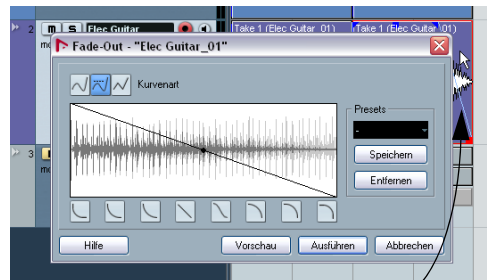 2 m S Elec Guitar Take 1 (Elec Guitar_01) Take 1 (Elec Guitar_01)
Fade-Out - "Elec Guitar_01"
Kurvenart
Presets
-
Speichern
Entfernen
3
Hilfe Vorschau Ausführen Abbrechen